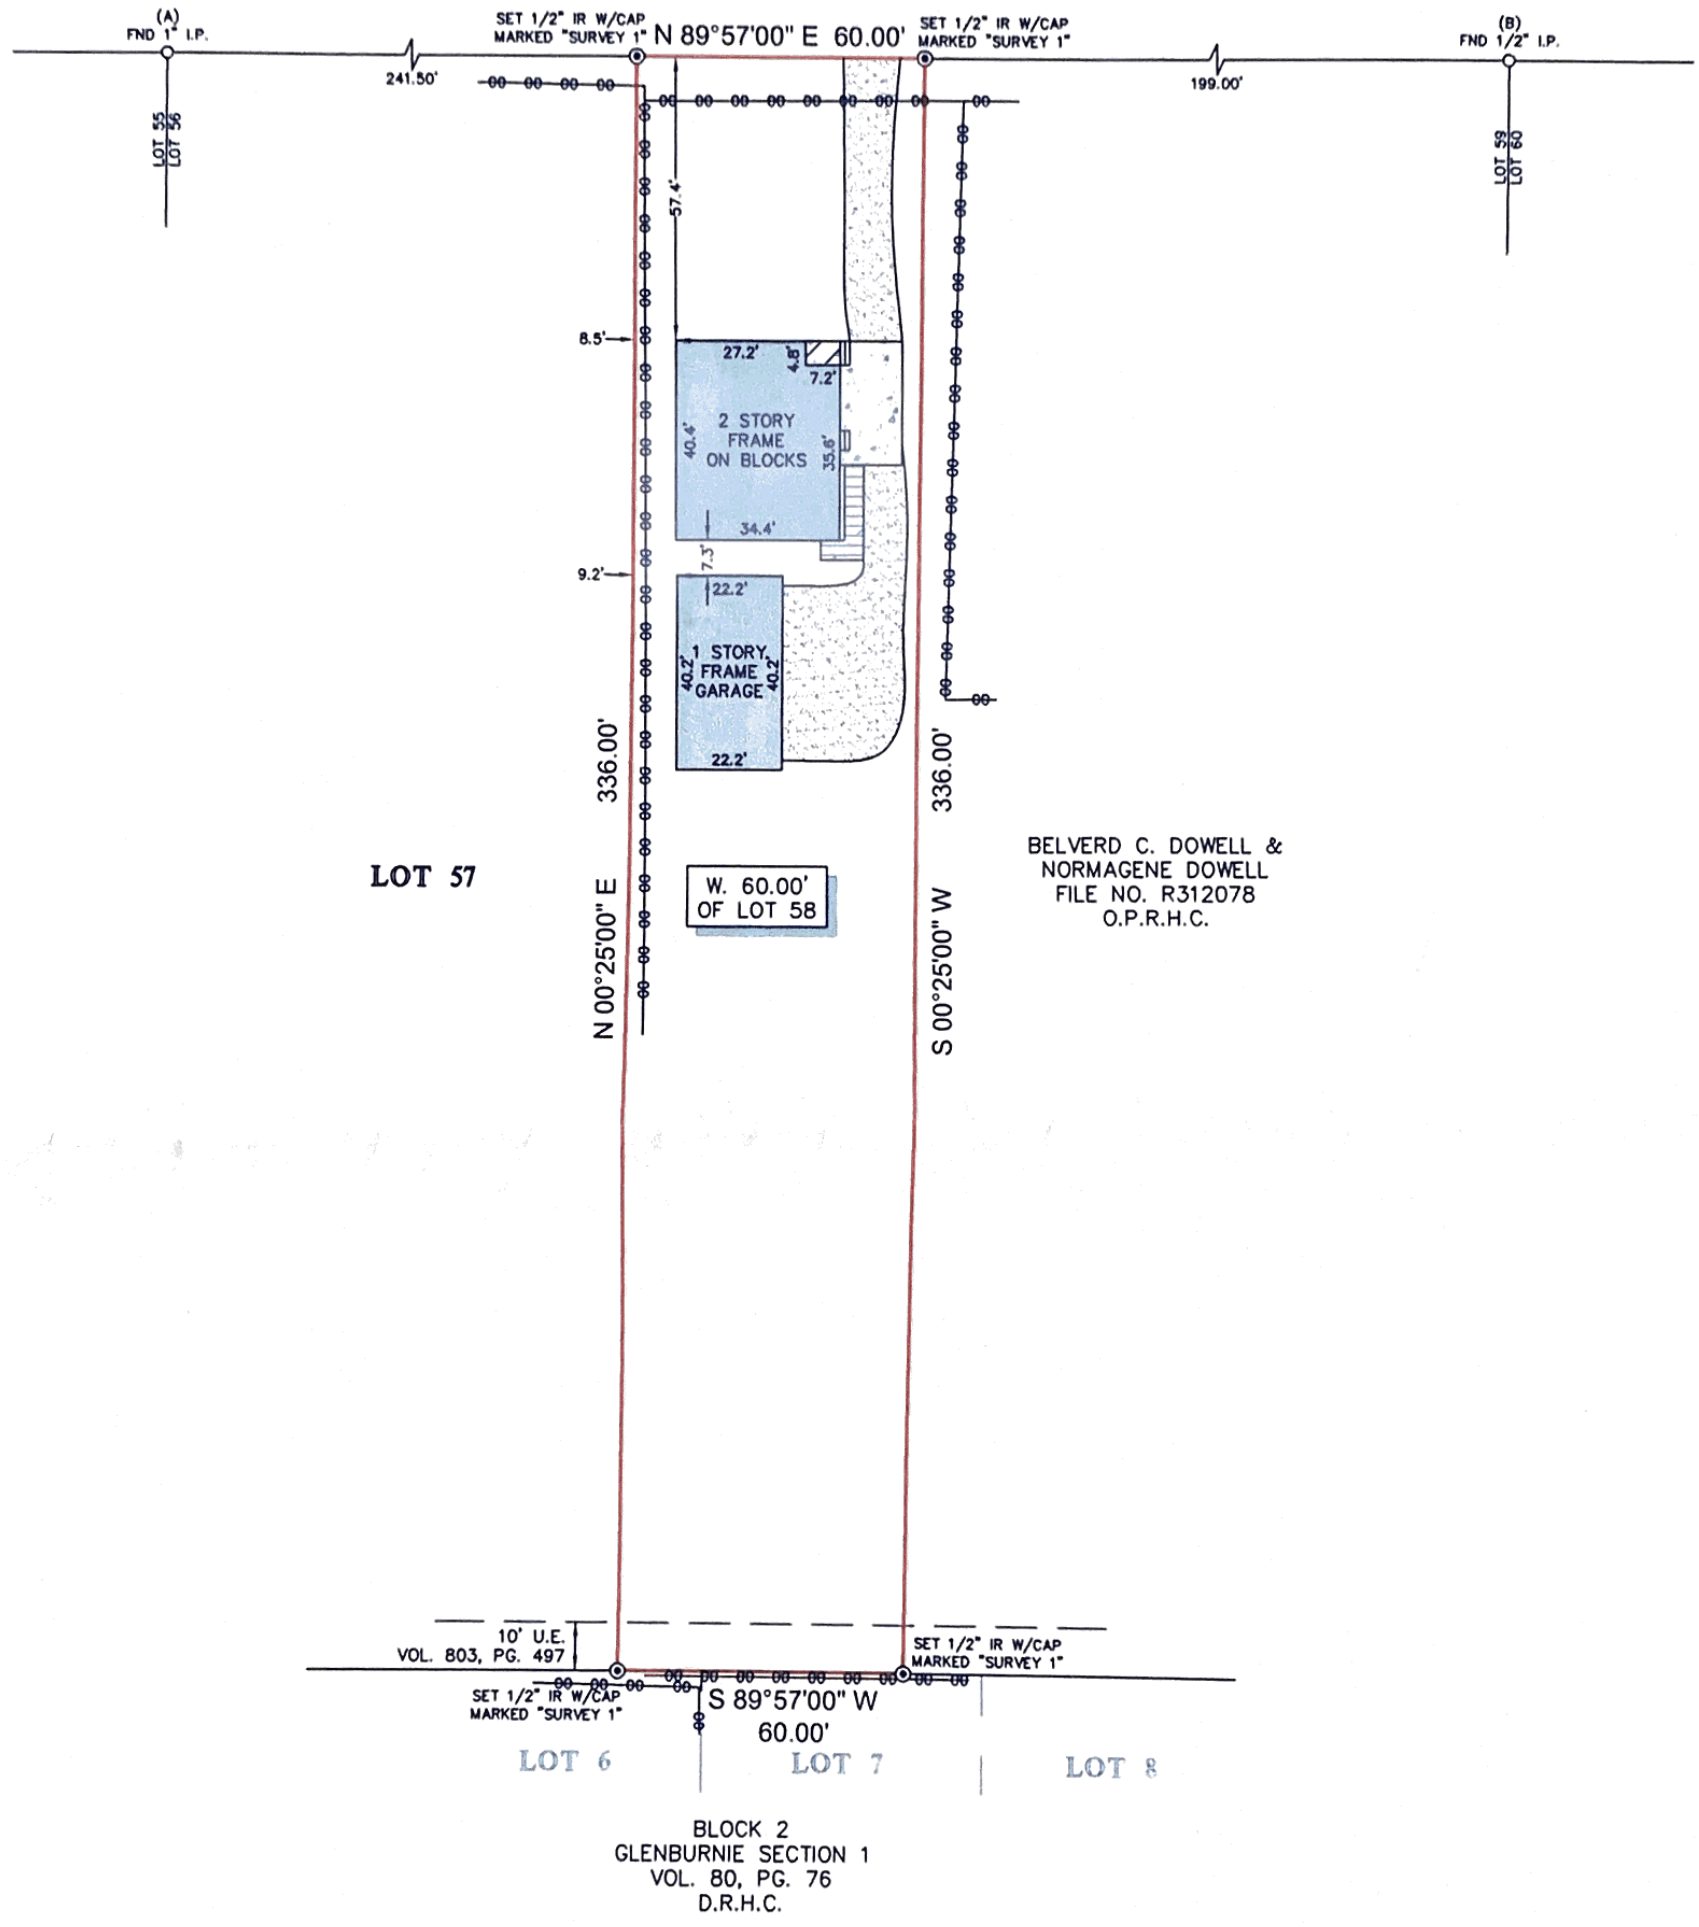 (A)
FND 1" I.P.
SET 1/2" IR W/CAP
MARKED "SURVEY 1"
N 89°57'00" E 60.00'
SET 1/2" IR W/CAP
MARKED "SURVEY 1"
(B)
FND 1/2" I.P.
241.50'
199.00'
LOT 55
LOT 56
LOT 59
LOT 60
57.4'
8.5'
27.2'
4.8'
7.2'
2 STORY
FRAME
ON BLOCKS
40.4'
35.6'
34.4'
7.3'
9.2'
22.2'
1 STORY
FRAME
GARAGE
40.2'
40.2'
22.2'
N 00°25'00" E 336.00'
S 00°25'00" W 336.00'
LOT 57
W. 60.00'
OF LOT 58
BELVERD C. DOWELL &
NORMAGENE DOWELL
FILE NO. R312078
O.P.R.H.C.
10' U.E.
VOL. 803, PG. 497
SET 1/2" IR W/CAP
MARKED "SURVEY 1"
SET 1/2" IR W/CAP
MARKED "SURVEY 1"
S 89°57'00" W
60.00'
LOT 6
LOT 7
LOT 8
BLOCK 2
GLENBURNIE SECTION 1
VOL. 80, PG. 76
D.R.H.C.